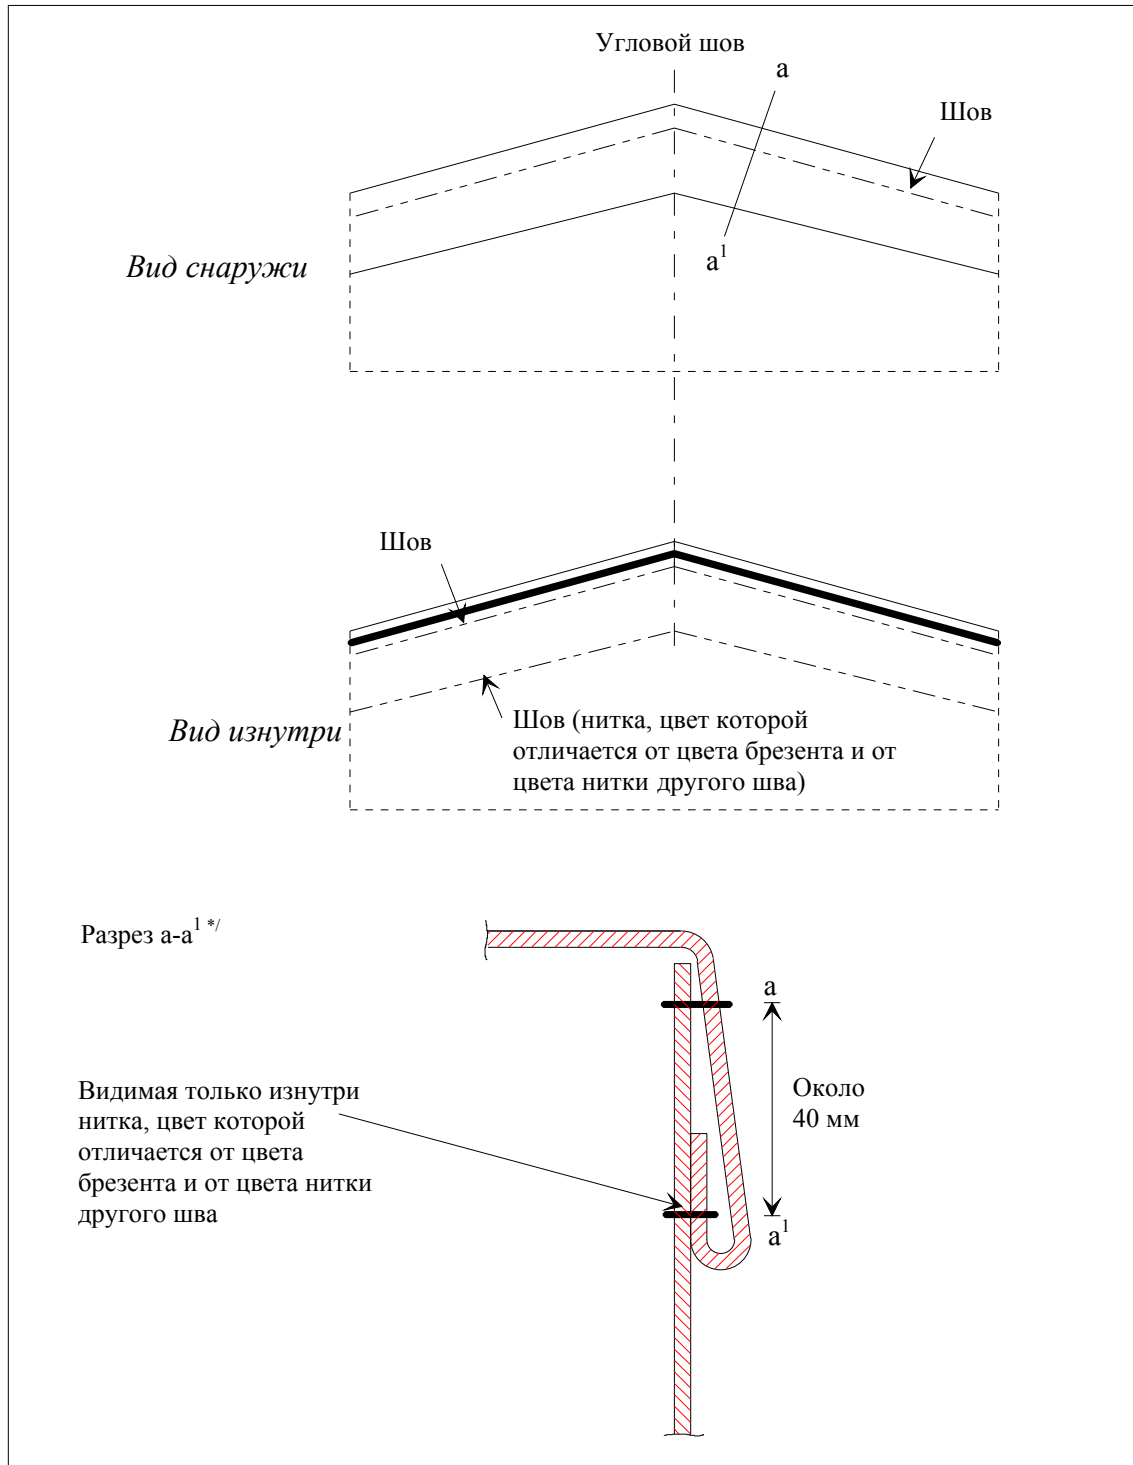 Угловой шов
a
Шов
a¹
Вид снаружи
Шов
Вид изнутри
Шов (нитка, цвет которой
отличается от цвета брезента и от
цвета нитки другого шва)
Разрез a-a¹ */
a
Видимая только изнутри
нитка, цвет которой
отличается от цвета
брезента и от цвета нитки
другого шва
Около
40 мм
a¹